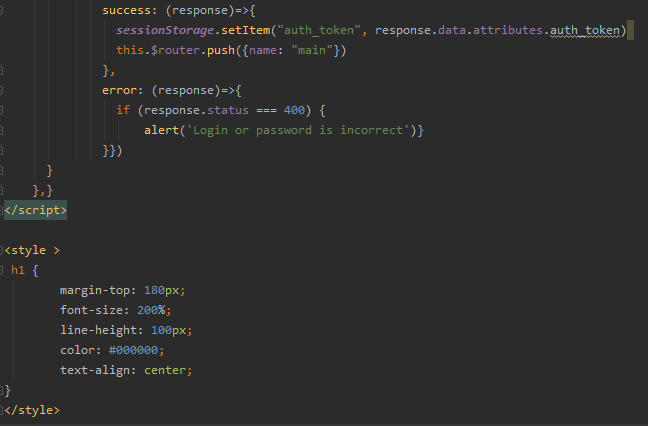 success: (response)=>{
sessionStorage.setItem("auth_token", response.data.attributes.auth_token)
this.$router.push({name: "main"})
},
error: (response)=>{
if (response.status === 400) {
alert('Login or password is incorrect')}
}})
}
},}
</script>
<style >
h1 {
margin-top: 180px;
font-size: 200%;
line-height: 100px;
color: #000000;
text-align: center;
}
</style>